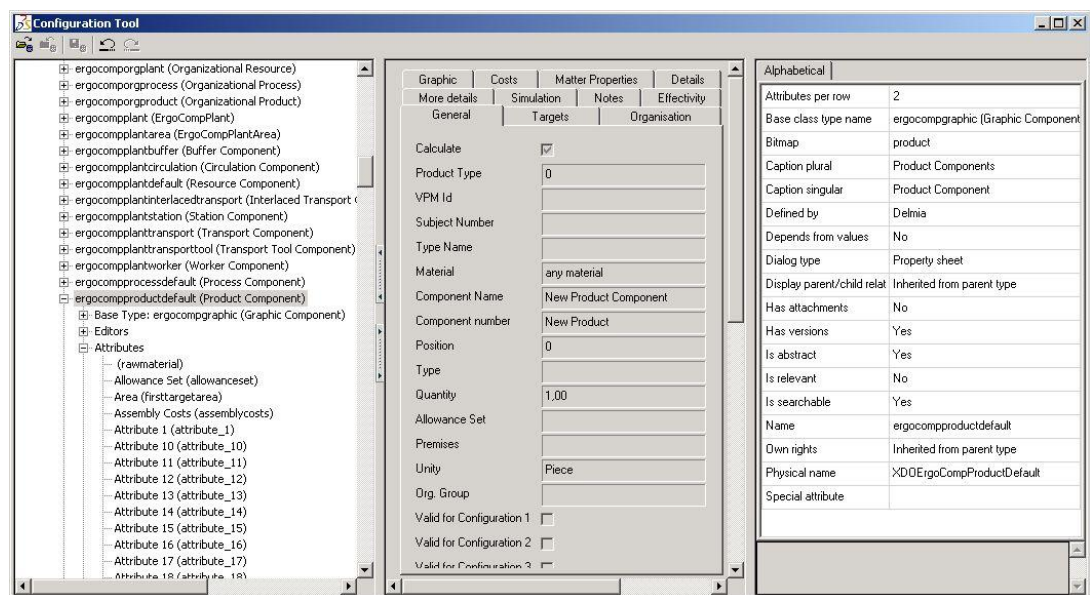 Configuration Tool
ergocomporgplant (Organizational Resource)
ergocomporgprocess (Organizational Process)
ergocomporgproduct (Organizational Product)
ergocompplant (ErgoCompPlant)
ergocompplantarea (ErgoCompPlantArea)
ergocompplantbuffer (Buffer Component)
ergocompplantcirculation (Circulation Component)
ergocompplantdefault (Resource Component)
ergocompplantinterlacedtransport (Interlaced Transport
ergocompplantstation (Station Component)
ergocompplanttransport (Transport Component)
ergocompplanttransporttool (Transport Tool Component)
ergocompplantworker (Worker Component)
ergocompprocessdefault (Process Component)
ergocompproductdefault (Product Component)
Base Type: ergocompgraphic (Graphic Component)
Editors
Attributes
(rawmaterial)
Allowance Set (allowanceset)
Area (firsttargetarea)
Assembly Costs (assemblycosts)
Attribute 1 (attribute_1)
Attribute 10 (attribute_10)
Attribute 11 (attribute_11)
Attribute 12 (attribute_12)
Attribute 13 (attribute_13)
Attribute 14 (attribute_14)
Attribute 15 (attribute_15)
Attribute 16 (attribute_16)
Attribute 17 (attribute_17)
Attribute 18 (attribute_18)
Graphic Costs Matter Properties Details
More details Simulation Notes Effectivity
General Targets Organisation
Calculate
Product Type 0
VPM Id
Subject Number
Type Name
Material any material
Component Name New Product Component
Component number New Product
Position 0
Type
Quantity 1,00
Allowance Set
Premises
Unity Piece
Org. Group
Valid for Configuration 1
Valid for Configuration 2
Valid for Configuration 3
Alphabetical
Attributes per row 2
Base class type name ergocompgraphic (Graphic Component
Bitmap product
Caption plural Product Components
Caption singular Product Component
Defined by Delmia
Depends from values No
Dialog type Property sheet
Display parent/child relat Inherited from parent type
Has attachments No
Has versions Yes
Is abstract Yes
Is relevant No
Is searchable Yes
Name ergocompproductdefault
Own rights Inherited from parent type
Physical name XDOErgoCompProductDefault
Special attribute